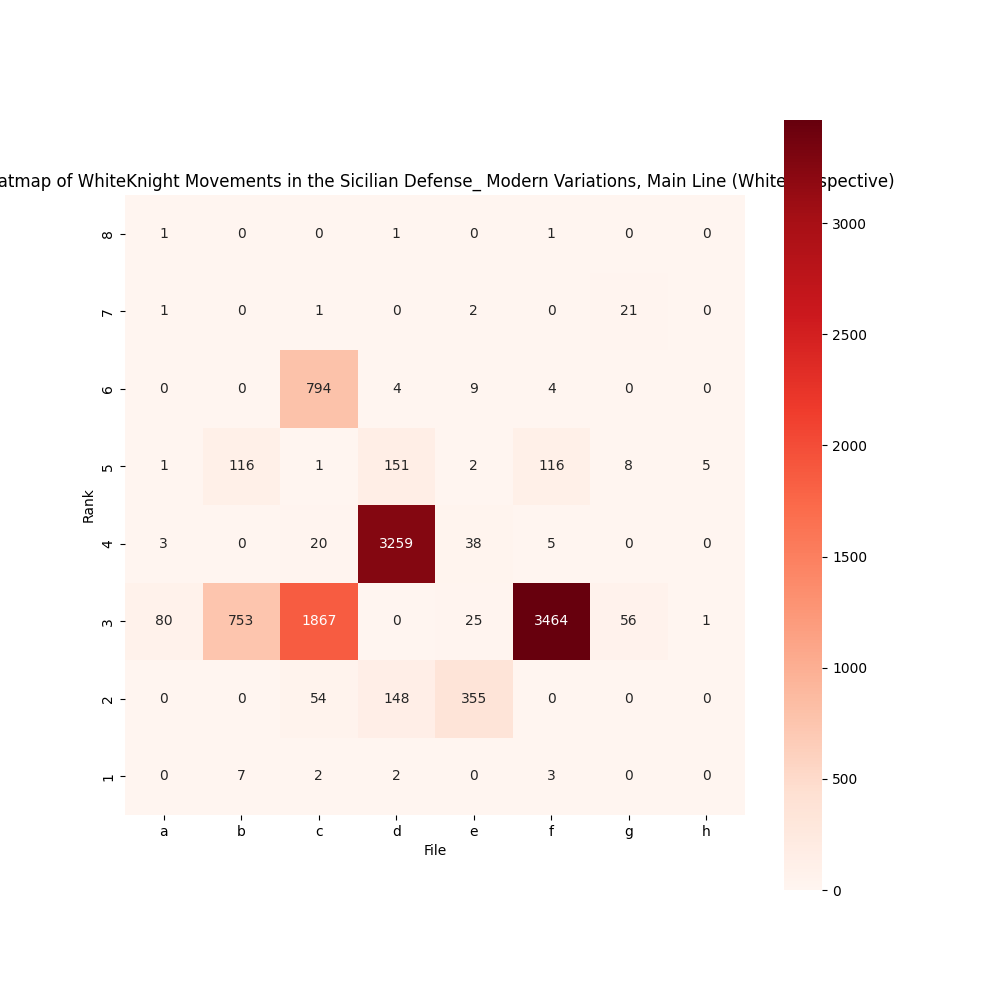 atmap of WhiteKnight Movements in the Sicilian Defense_ Modern Variations, Main Line (White spective)
8 1 0 0 1 0 1 0 0
7 1 0 1 0 2 0 21 0
6 0 0 794 4 9 4 0 0
5 1 116 1 151 2 116 8 5
4 3 0 20 3259 38 5 0 0
3 80 753 1867 0 25 3464 56 1
2 0 0 54 148 355 0 0 0
1 0 7 2 2 0 3 0 0
a b c d e f g h
File
Rank
3000
2500
2000
1500
1000
500
0